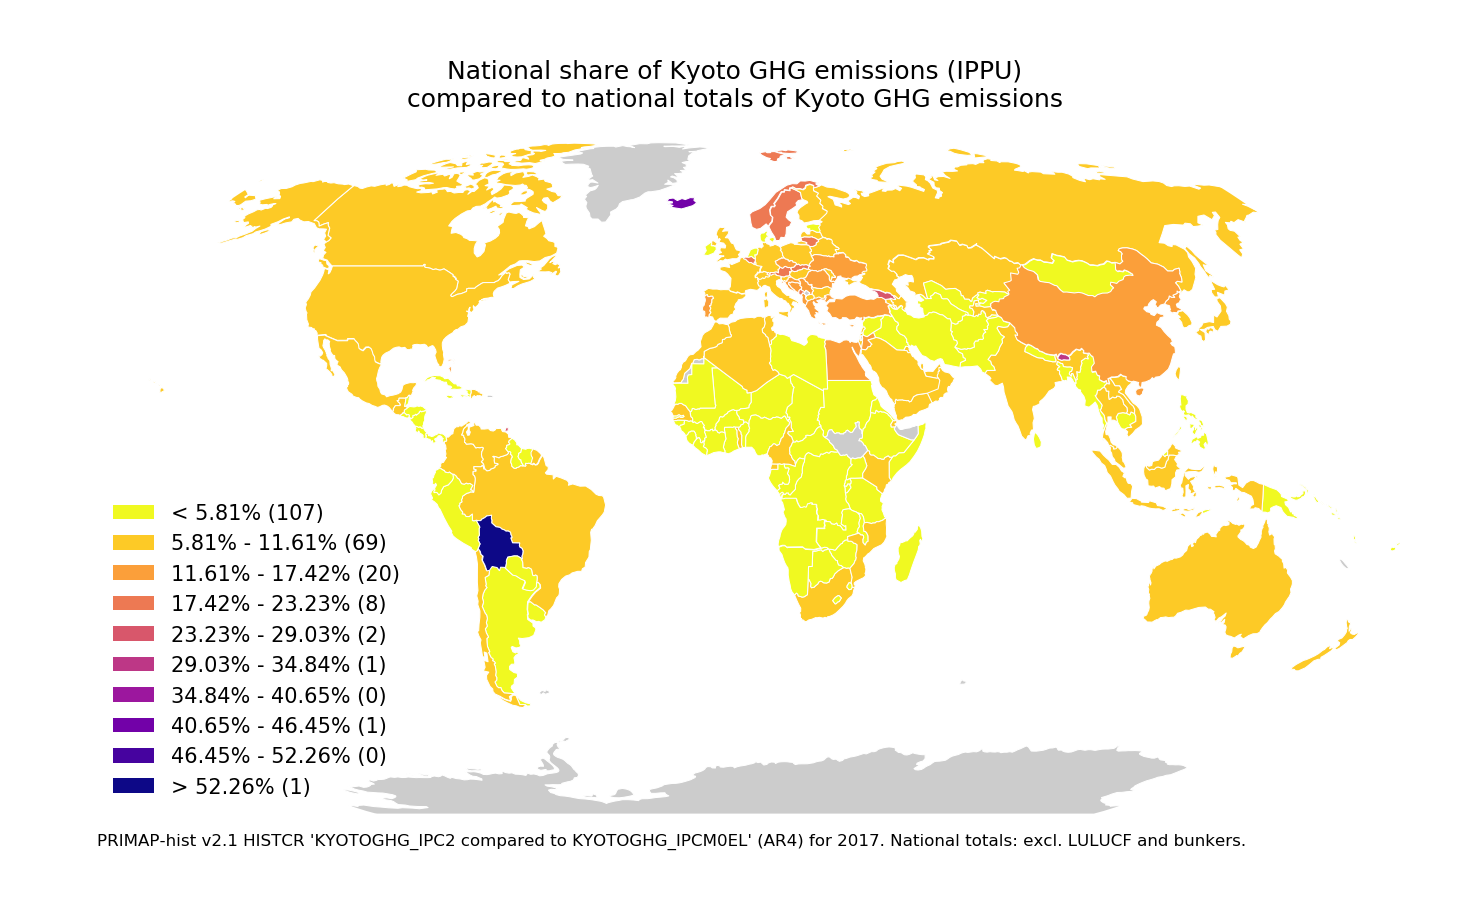 National share of Kyoto GHG emissions (IPPU)
compared to national totals of Kyoto GHG emissions
< 5.81% (107)
5.81% - 11.61% (69)
11.61% - 17.42% (20)
17.42% - 23.23% (8)
23.23% - 29.03% (2)
29.03% - 34.84% (1)
34.84% - 40.65% (0)
40.65% - 46.45% (1)
46.45% - 52.26% (0)
> 52.26% (1)
PRIMAP-hist v2.1 HISTCR 'KYOTOGHG_IPC2 compared to KYOTOGHG_IPCM0EL' (AR4) for 2017. National totals: excl. LULUCF and bunkers.